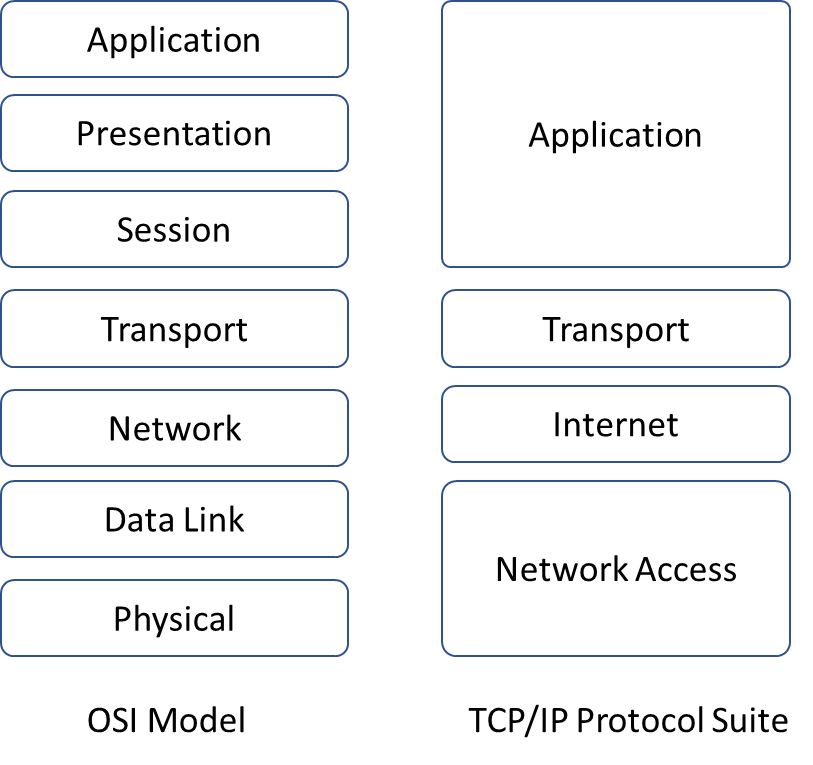 Application
Presentation
Session
Transport
Network
Data Link
Physical
OSI Model
Application
Transport
Internet
Network Access
TCP/IP Protocol Suite